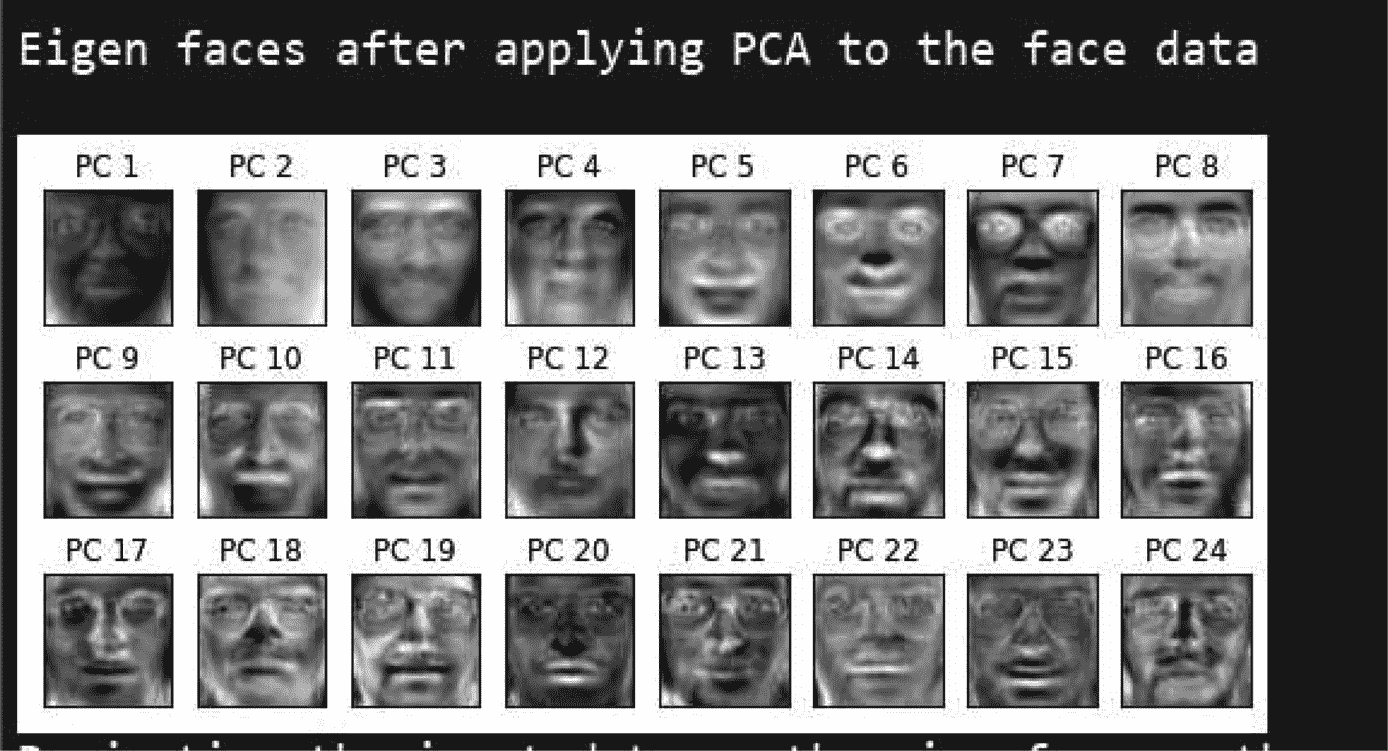 Eigen faces after applying PCA to the face data
PC 1 PC 2 PC 3 PC 4 PC 5 PC 6 PC 7 PC 8
PC 9 PC 10 PC 11 PC 12 PC 13 PC 14 PC 15 PC 16
PC 17 PC 18 PC 19 PC 20 PC 21 PC 22 PC 23 PC 24